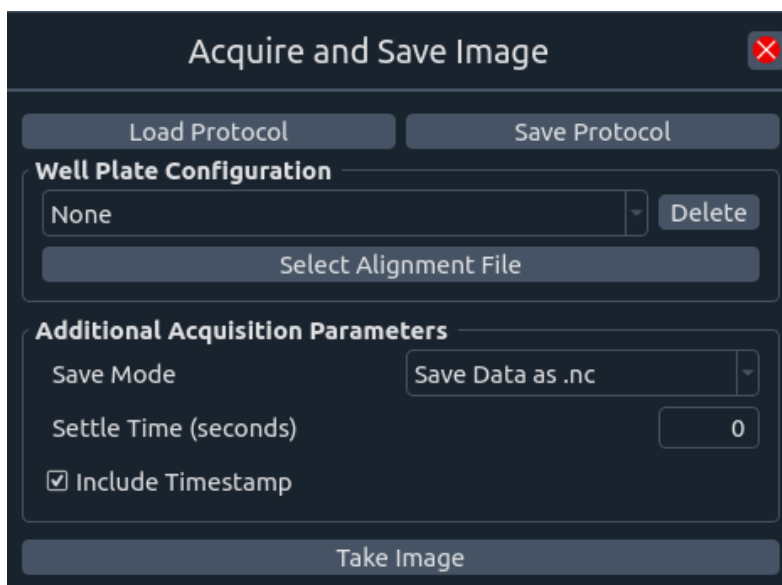 Acquire and Save Image
Load Protocol Save Protocol
Well Plate Configuration
None Delete
Select Alignment File
Additional Acquisition Parameters
Save Mode Save Data as .nc
Settle Time (seconds) 0
Include Timestamp
Take Image